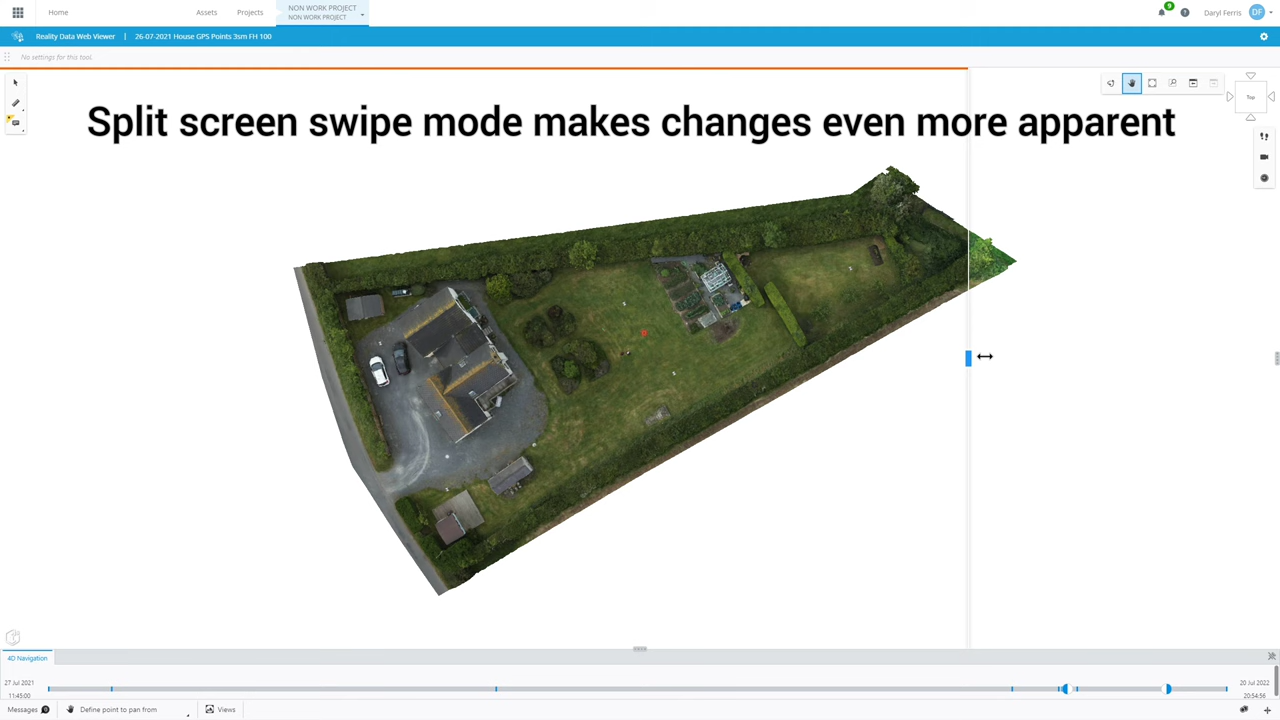 Home
Assets
Projects
NON WORK PROJECT
NON WORK PROJECT
9
Daryl Ferris
DF
Reality Data Web Viewer | 26-07-2021 House GPS Points 3sm FH 100
No settings for this tool.
Split screen swipe mode makes changes even more apparent
Top
4D Navigation
27 Jul 2021
11:45:00
20 Jul 2022
20:54:56
Messages
Define point to pan from
Views